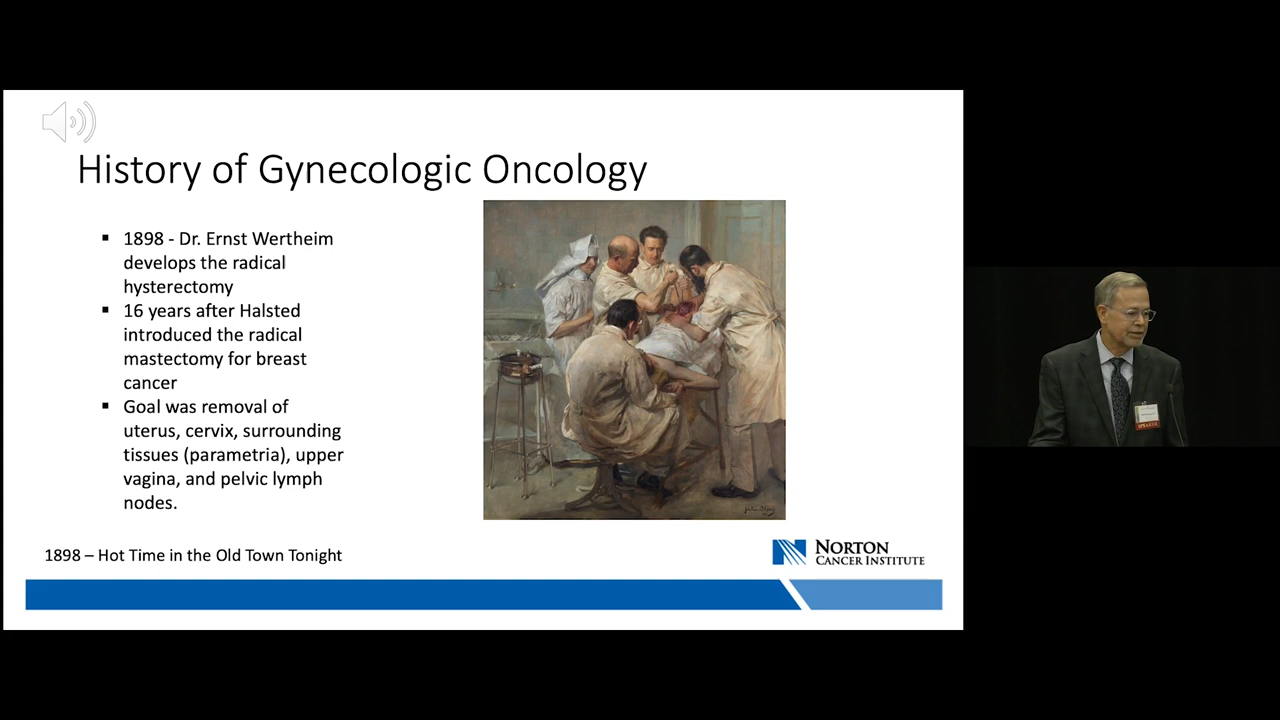 History of Gynecologic Oncology
▪ 1898 - Dr. Ernst Wertheim
develops the radical
hysterectomy
▪ 16 years after Halsted
introduced the radical
mastectomy for breast
cancer
▪ Goal was removal of
uterus, cervix, surrounding
tissues (parametria), upper
vagina, and pelvic lymph
nodes.
1898 – Hot Time in the Old Town Tonight
NORTON
CANCER INSTITUTE
SPEAKER